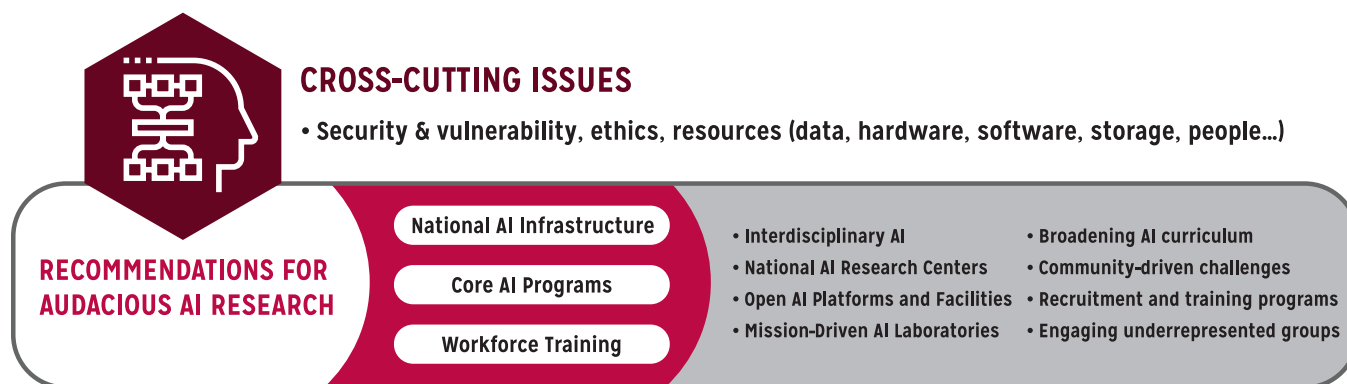 CROSS-CUTTING ISSUES
• Security & vulnerability, ethics, resources (data, hardware, software, storage, people...)
RECOMMENDATIONS FOR
AUDACIOUS AI RESEARCH
National AI Infrastructure
Core AI Programs
Workforce Training
• Interdisciplinary AI
• National AI Research Centers
• Open AI Platforms and Facilities
• Mission-Driven AI Laboratories
• Broadening AI curriculum
• Community-driven challenges
• Recruitment and training programs
• Engaging underrepresented groups